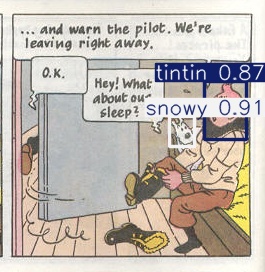 ... and warn the pilot. We're
leaving right away.
O.K.
Hey! What
about our
sleep?
tintin 0.87
snowy 0.91